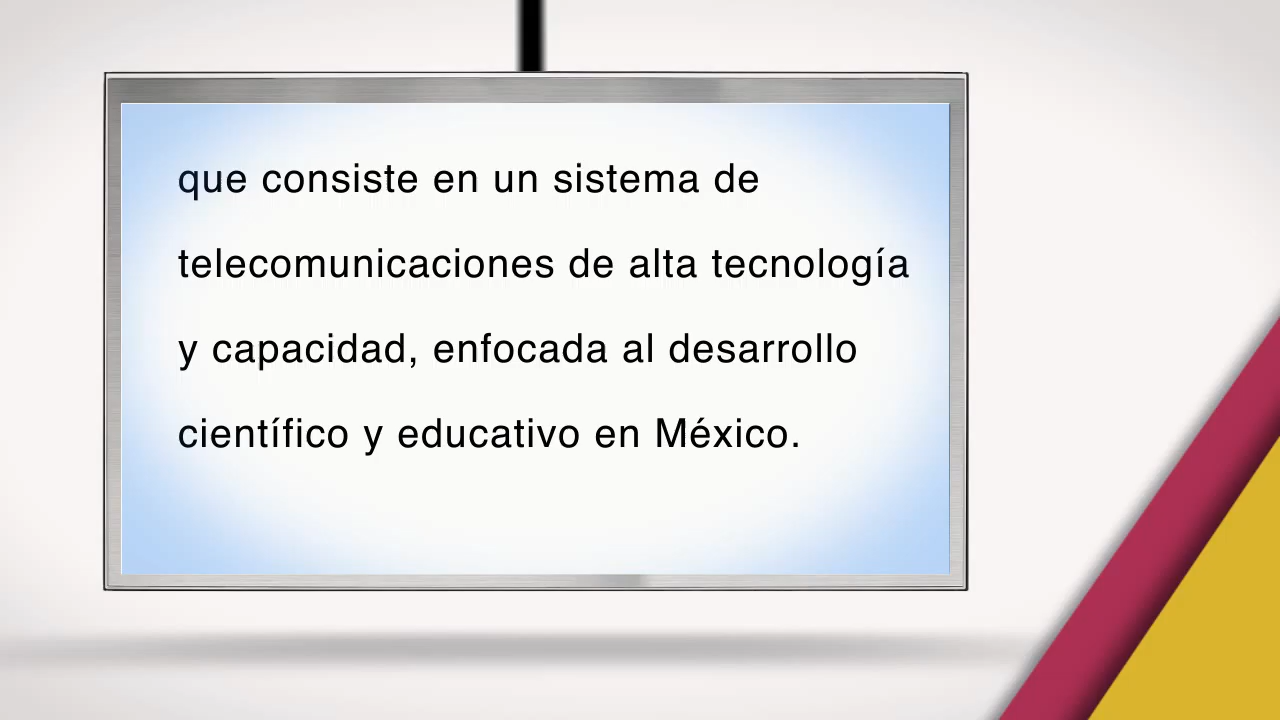 que consiste en un sistema de
telecomunicaciones de alta tecnología
y capacidad, enfocada al desarrollo
científico y educativo en México.